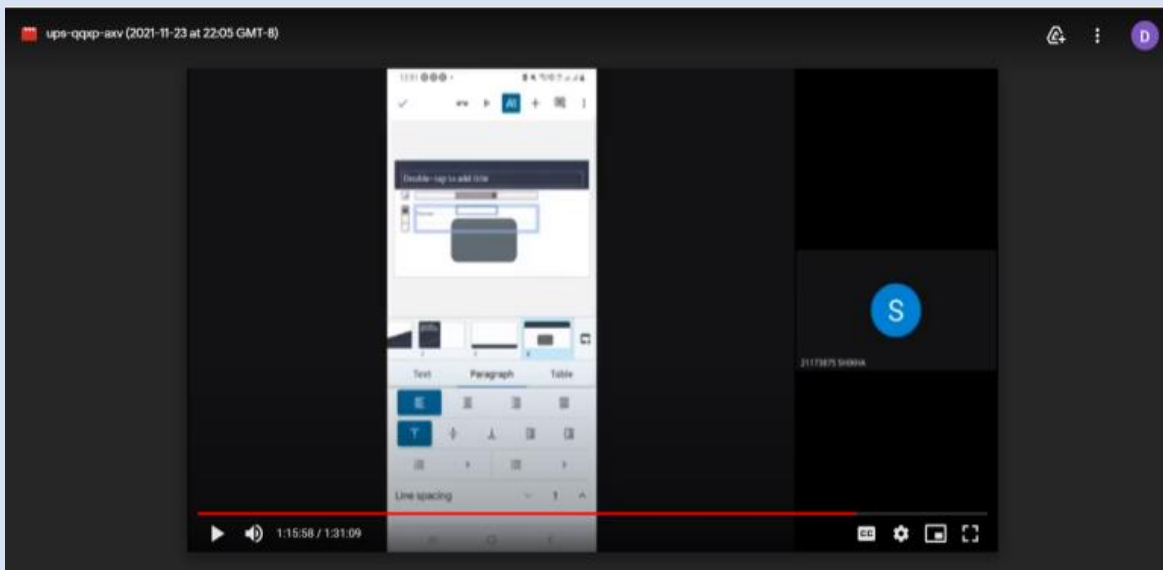 ups-qqxp-axv (2021-11-23 at 22:05 GMT-8)
D
Double-tap to add title
S
21173875 SHIKHA
Text Paragraph Table
Line spacing 1
1:15:58 / 1:31:09
CC